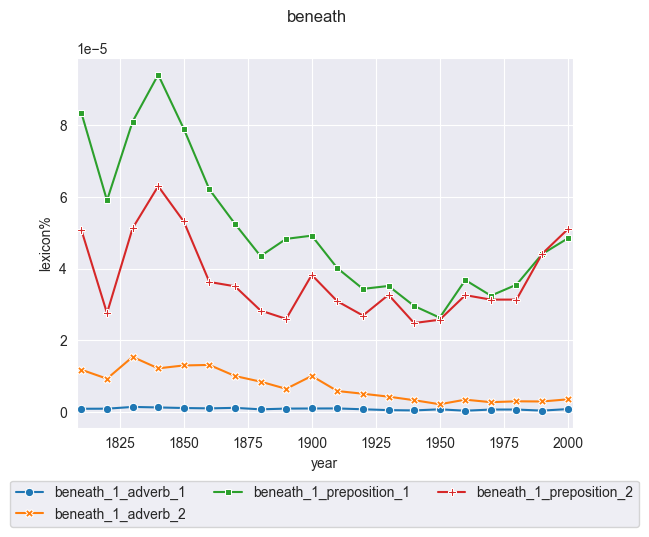 beneath
1e−5
8
6
4
2
0
lexicon%
1825 1850 1875 1900 1925 1950 1975 2000
year
beneath_1_adverb_1 beneath_1_preposition_1 beneath_1_preposition_2
beneath_1_adverb_2